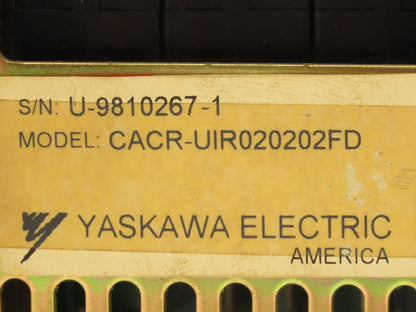 S/N: U-9810267-1
MODEL: CACR-UIR020202FD
YASKAWA ELECTRIC
AMERICA